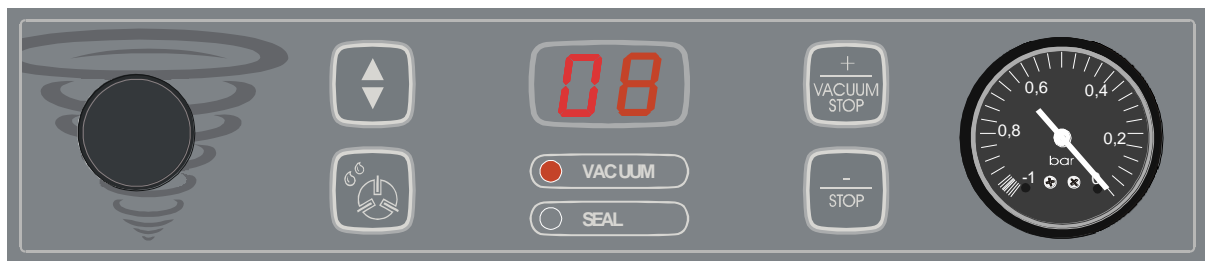 08
+
VACUUM
STOP
VACUUM
SEAL
-
STOP
0,6
0,4
0,8
0,2
bar
-1
0